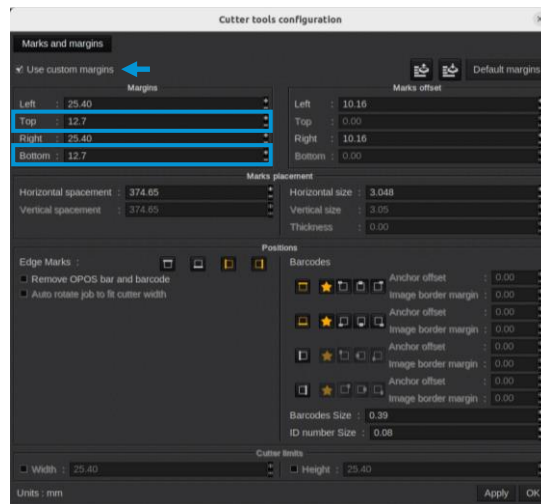 Cutter tools configuration
Marks and margins
Use custom margins
Default margins
Margins
Left : 25.40
Top : 12.7
Right : 25.40
Bottom : 12.7
Marks offset
Left : 10.16
Top : 0.00
Right : 10.16
Bottom : 0.00
Marks placement
Horizontal spacement : 374.65
Vertical spacement : 374.65
Horizontal size : 3.048
Vertical size : 3.05
Thickness : 0.00
Positions
Edge Marks :
Remove OPOS bar and barcode
Auto rotate job to fit cutter width
Barcodes
Anchor offset : 0.00
Image border margin : 0.00
Anchor offset : 0.00
Image border margin : 0.00
Anchor offset : 0.00
Image border margin : 0.00
Anchor offset : 0.00
Image border margin : 0.00
Barcodes Size : 0.39
ID number Size : 0.08
Cutter limits
Width : 25.40
Height : 25.40
Units : mm
Apply
OK